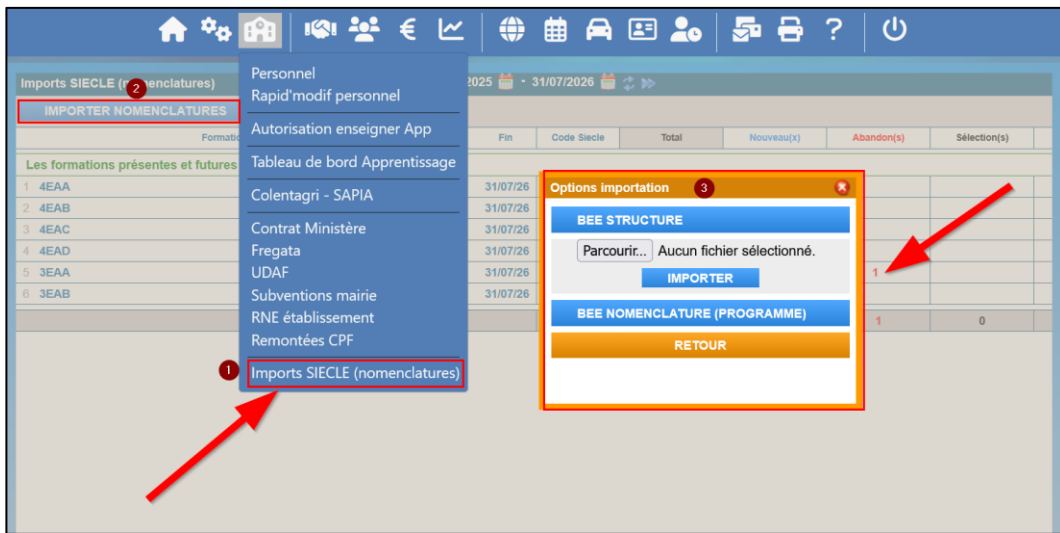 ?
Imports SIECLE (n
enclatures)
2
2025
-
31/07/2026
IMPORTER NOMENCLATURES
Personnel
Rapid'modif personnel
Autorisation enseigner App
Tableau de bord Apprentissage
Colentagri - SAPIA
Contrat Ministère
Fregata
UDAF
Subventions mairie
RNE établissement
Remontées CPF
1
Imports SIECLE (nomenclatures)
Fin
Code Siecle
Total
Nouveau(x)
Abandon(s)
Sélection(s)
Les formations présentes et futures
1 4EAA 31/07/26
2 4EAB 31/07/26
3 4EAC 31/07/26
4 4EAD 31/07/26
5 3EAA 31/07/26 1
6 3EAB 31/07/26
1 0
Options importation 3
BEE STRUCTURE
Parcourir... Aucun fichier sélectionné.
IMPORTER
BEE NOMENCLATURE (PROGRAMME)
RETOUR